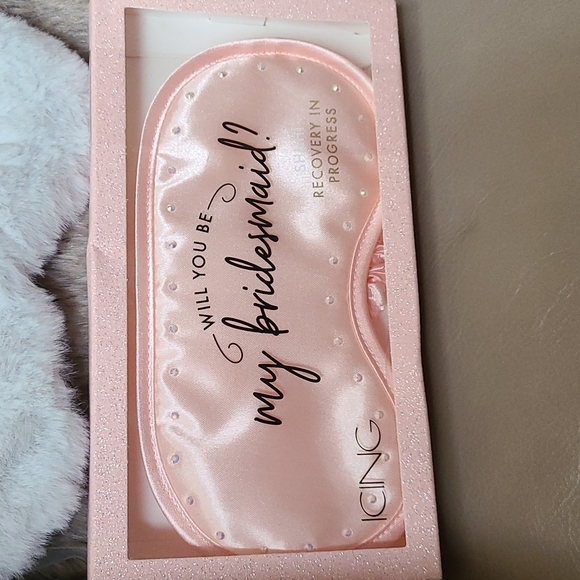 WILL YOU BE
my bridesmaid?
RECOVERY IN
PROGRESS
ICING